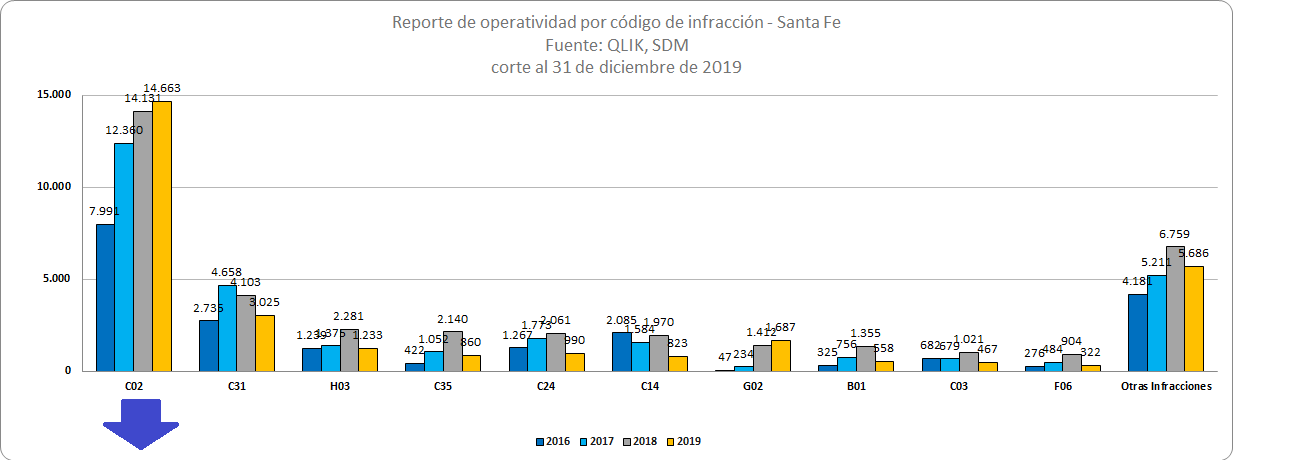 Reporte de operatividad por código de infracción - Santa Fe
Fuente: QLIK, SDM
corte al 31 de diciembre de 2019
15.000
10.000
5.000
0
7.991 12.360 14.131 14.663
2.735 4.658 4.103 3.025
1.239 1.375 2.281 1.233
422 1.052 2.140 860
1.267 1.773 2.061 990
2.085 1.584 1.970 823
47 234 1.412 1.687
325 756 1.355 558
682 679 1.021 467
276 484 904 322
4.181 5.211 6.759 5.686
C02 C31 H03 C35 C24 C14 G02 B01 C03 F06 Otras Infracciones
2016 2017 2018 2019